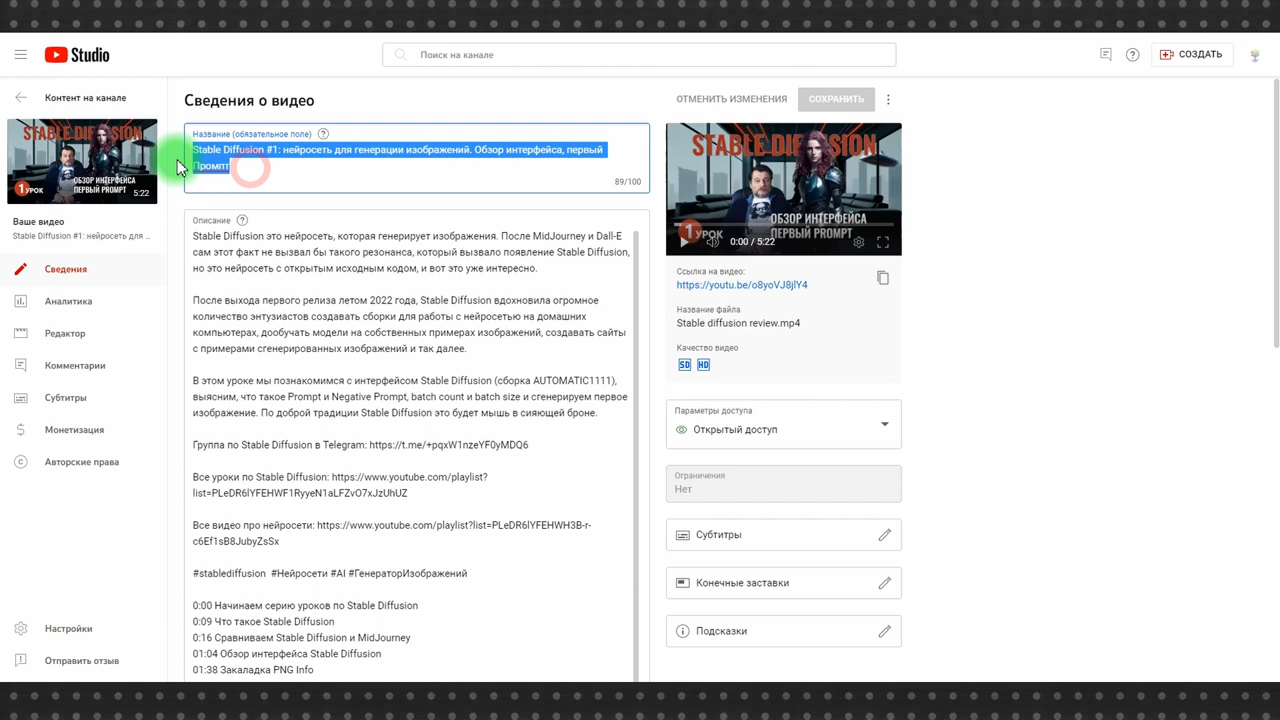 Studio
Поиск на канале
СОЗДАТЬ
Контент на канале
STABLE DIFFUSION
1 УРОК
ОБЗОР ИНТЕРФЕЙСА
ПЕРВЫЙ PROMPT
5:22
Ваше видео
Stable Diffusion #1: нейросеть для ...
Сведения
Аналитика
Редактор
Комментарии
Субтитры
Монетизация
Авторские права
Настройки
Отправить отзыв
Сведения о видео
ОТМЕНИТЬ ИЗМЕНЕНИЯ
СОХРАНИТЬ
Название (обязательное поле)
Stable Diffusion #1: нейросеть для генерации изображений. Обзор интерфейса, первый
Промпт
89/100
Описание
Stable Diffusion это нейросеть, которая генерирует изображения. После MidJourney и Dall-E
сам этот факт не вызвал бы такого резонанса, который вызвало появление Stable Diffusion,
но это нейросеть с открытим исходным кодом, и вот это уже интересно.
После выхода первого релиза летом 2022 года, Stable Diffusion вдохновила огромное
количество энтузиастов создавать сборки для работы с нейросетью на домашних
компьютерах, дообучать модели на собственных примерах изображений, создавать сайты
с примерами сгенерированных изображений и так далее.
В этом уроке мы познакомимся с интерфейсом Stable Diffusion (сборка AUTOMATIC1111),
выясним, что такое Prompt и Negative Prompt, batch count и batch size и сгенерируем первое
изображение. По доброй традиции Stable Diffusion это будет мышь в сияющей броне.
Группа по Stable Diffusion в Telegram: https://t.me/+pqxW1nzeYF0yMDQ6
Все уроки по Stable Diffusion: https://www.youtube.com/playlist?
list=PLeDR6lYFEHWF1RyyeN1aLFZvO7xJzUhUZ
Все видео про нейросети: https://www.youtube.com/playlist?list=PLeDR6lYFEHWH3B-r-
c6Ef1sB8JubyZsSx
#stablediffusion #Нейросети #AI #ГенераторИзображений
0:00 Начинаем серию уроков по Stable Diffusion
0:09 Что такое Stable Diffusion
0:16 Сравниваем Stable Diffusion и MidJourney
01:04 Обзор интерфейса Stable Diffusion
01:38 Закладка PNG Info
STABLE DIFFUSION
1 УРОК
ОБЗОР ИНТЕРФЕЙСА
ПЕРВЫЙ PROMPT
0:00 / 5:22
Ссылка на видео:
https://youtu.be/o8yoVJ8jlY4
Название файла
Stable diffusion review.mp4
Качество видео
SD HD
Параметры доступа
Открытый доступ
Ограничения
Нет
Субтитры
Конечные заставки
Подсказки